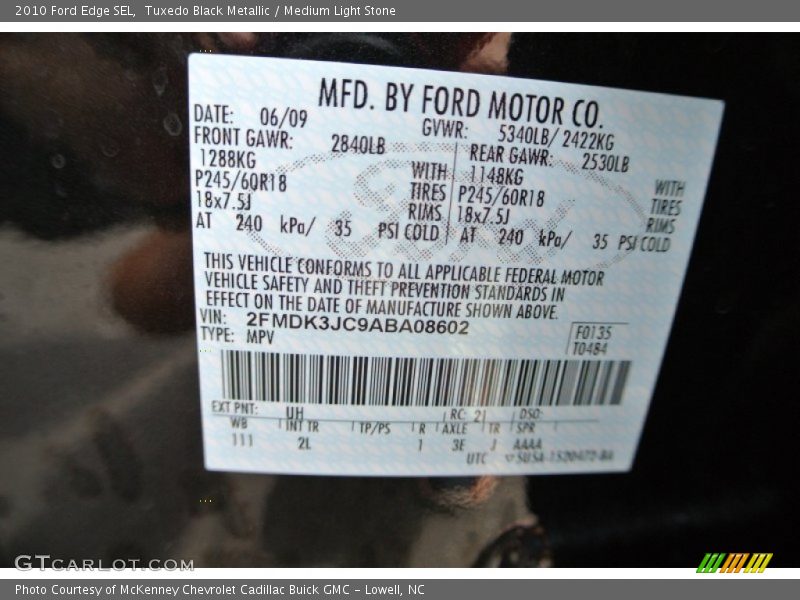 2010 Ford Edge SEL, Tuxedo Black Metallic / Medium Light Stone
MFD. BY FORD MOTOR CO.
DATE: 06/09 GVWR: 5340LB/ 2422KG
FRONT GAWR: 2840LB REAR GAWR: 2530LB
1288KG WITH 1148KG WITH
P245/60R18 TIRES P245/60R18 TIRES
18x7.5J RIMS 18x7.5J RIMS
AT 240 kPa/ 35 PSI COLD AT 240 kPa/ 35 PSI COLD
THIS VEHICLE CONFORMS TO ALL APPLICABLE FEDERAL MOTOR
VEHICLE SAFETY AND THEFT PREVENTION STANDARDS IN
EFFECT ON THE DATE OF MANUFACTURE SHOWN ABOVE.
VIN: 2FMDK3JC9ABA08602
TYPE: MPV
F0135
T0484
EXT PNT: UH RC: 21 DSO:
WB INT TR TP/PS R AXLE TR SPR
111 2L 1 3E J AAAA
UTC
GTCARLOT.COM
Photo Courtesy of McKenney Chevrolet Cadillac Buick GMC - Lowell, NC